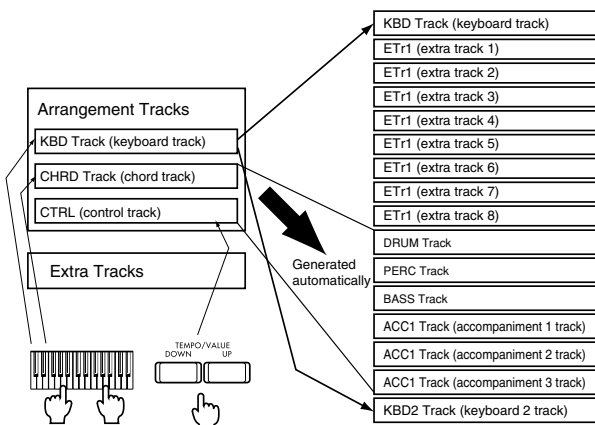 Arrangement Tracks
KBD Track (keyboard track)
CHRD Track (chord track)
CTRL (control track)
Extra Tracks
TEMPO/VALUE
DOWN UP
Generated
automatically
KBD Track (keyboard track)
ETr1 (extra track 1)
ETr1 (extra track 2)
ETr1 (extra track 3)
ETr1 (extra track 4)
ETr1 (extra track 5)
ETr1 (extra track 6)
ETr1 (extra track 7)
ETr1 (extra track 8)
DRUM Track
PERC Track
BASS Track
ACC1 Track (accompaniment 1 track)
ACC1 Track (accompaniment 2 track)
ACC1 Track (accompaniment 3 track)
KBD2 Track (keyboard 2 track)